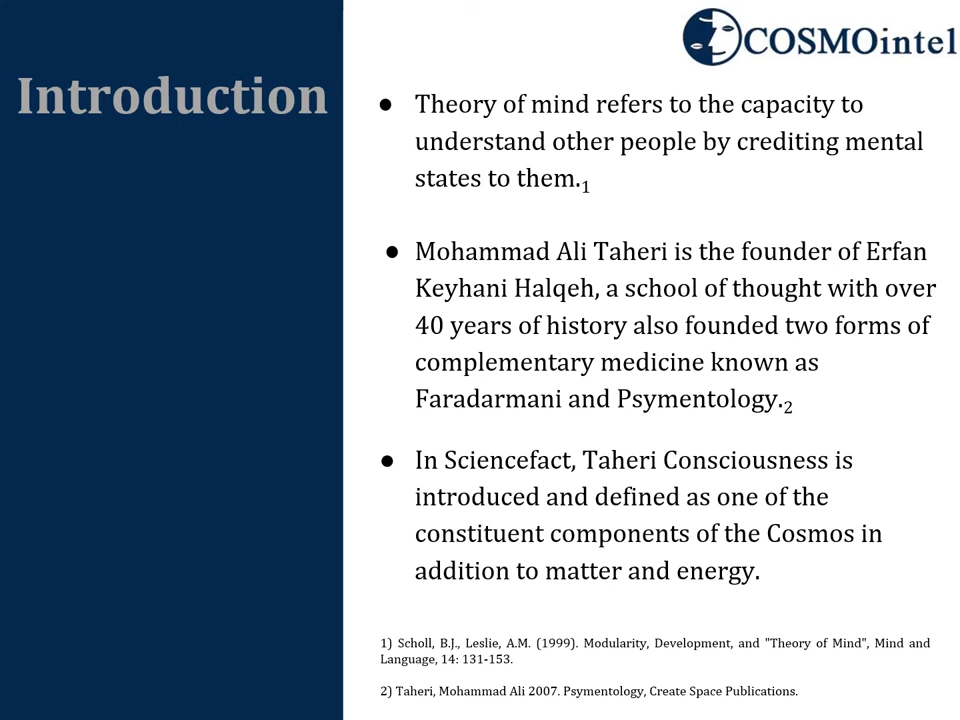 COSMOintel
Introduction
● Theory of mind refers to the capacity to
understand other people by crediting mental
states to them.1
● Mohammad Ali Taheri is the founder of Erfan
Keyhani Halqeh, a school of thought with over
40 years of history also founded two forms of
complementary medicine known as
Faradarmani and Psymentology.2
● In Sciencefact, Taheri Consciousness is
introduced and defined as one of the
constituent components of the Cosmos in
addition to matter and energy.
1) Scholl, B.J., Leslie, A.M. (1999). Modularity, Development, and "Theory of Mind", Mind and
Language, 14: 131-153.
2) Taheri, Mohammad Ali 2007. Psymentology, Create Space Publications.